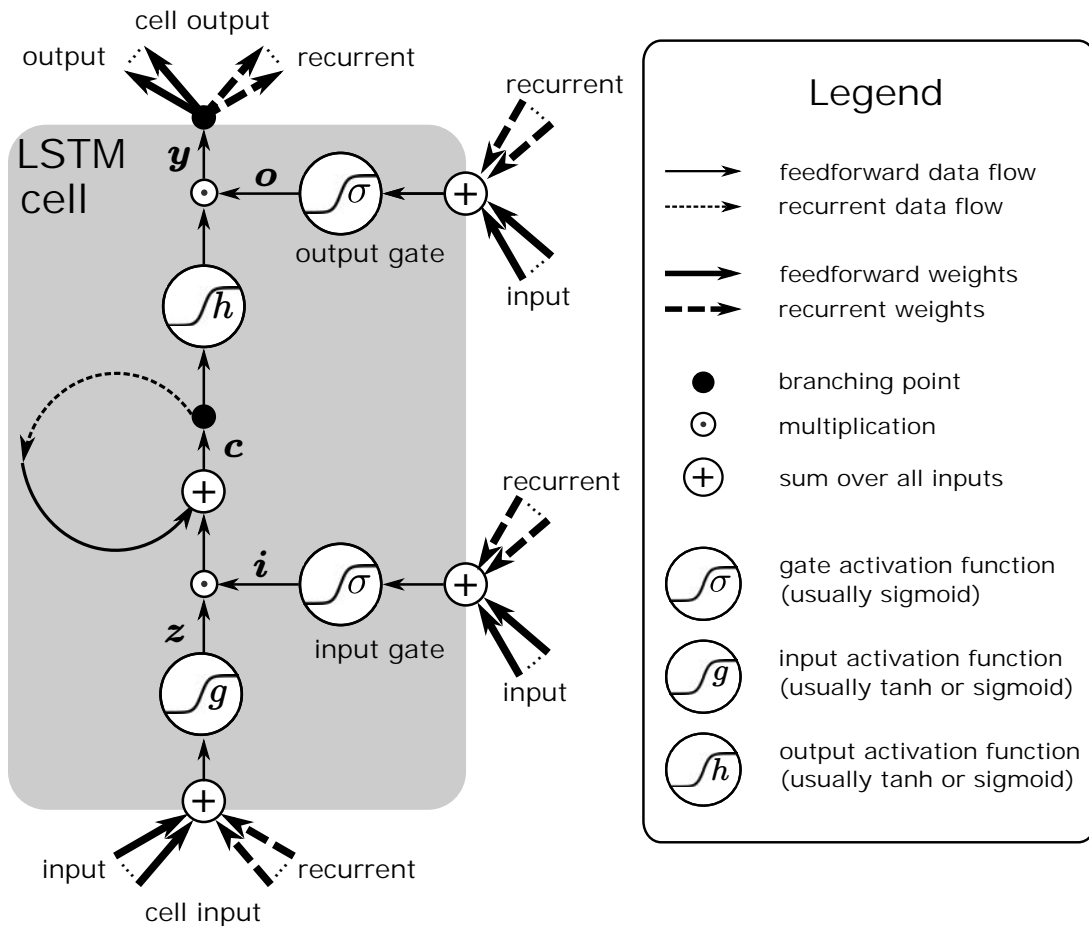 cell output
output
recurrent
recurrent
LSTM
cell
y
o
σ
output gate
input
h
c
recurrent
i
σ
z
input gate
input
g
input
recurrent
cell input
Legend
feedforward data flow
recurrent data flow
feedforward weights
recurrent weights
branching point
multiplication
sum over all inputs
σ
gate activation function
(usually sigmoid)
g
input activation function
(usually tanh or sigmoid)
h
output activation function
(usually tanh or sigmoid)